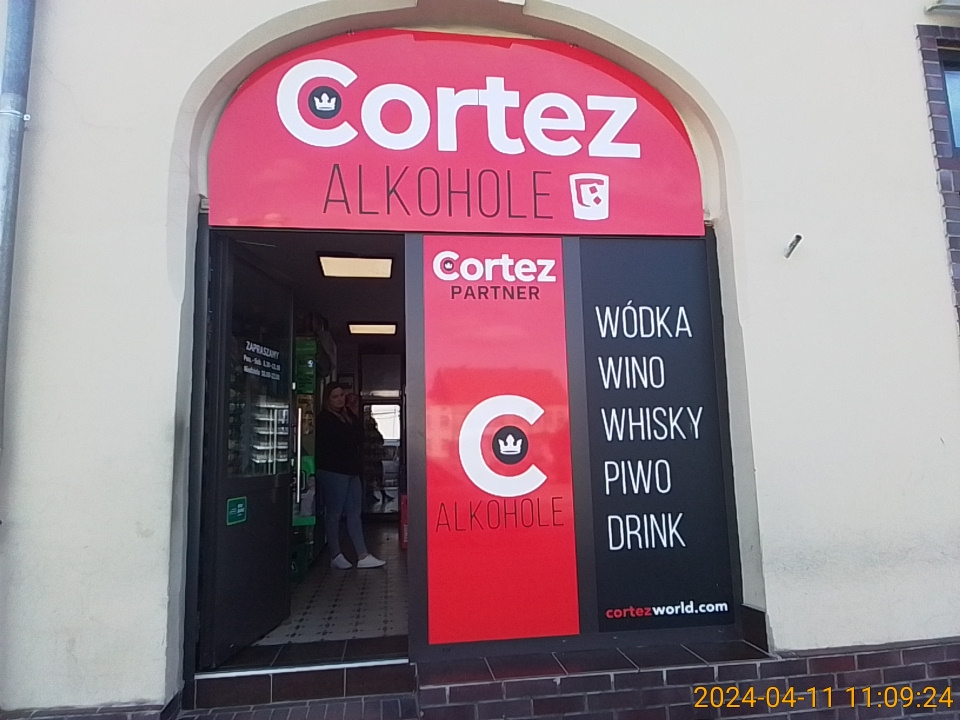 Cortez
ALKOHOLE
Cortez
PARTNER
C
ALKOHOLE
WÓDKA
WINO
WHISKY
PIWO
DRINK
cortezworld.com
ZAPRASZAMY
2024-04-11 11:09:24